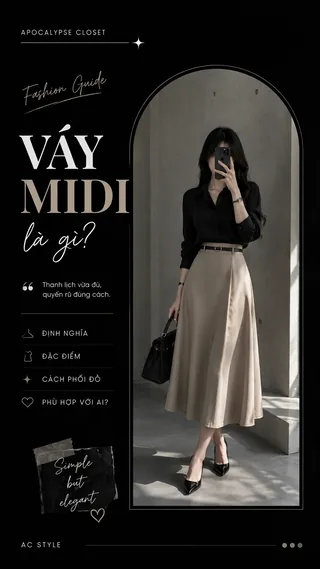 APOCALYPSE CLOSET
Fashion Guide
VÁY
MIDI
là gì?
“ Thanh lịch vừa đủ,
quyến rũ đúng cách.
ĐỊNH NGHĨA
ĐẶC ĐIỂM
CÁCH PHỐI ĐỒ
PHÙ HỢP VỚI AI?
Simple
but
elegant
AC STYLE